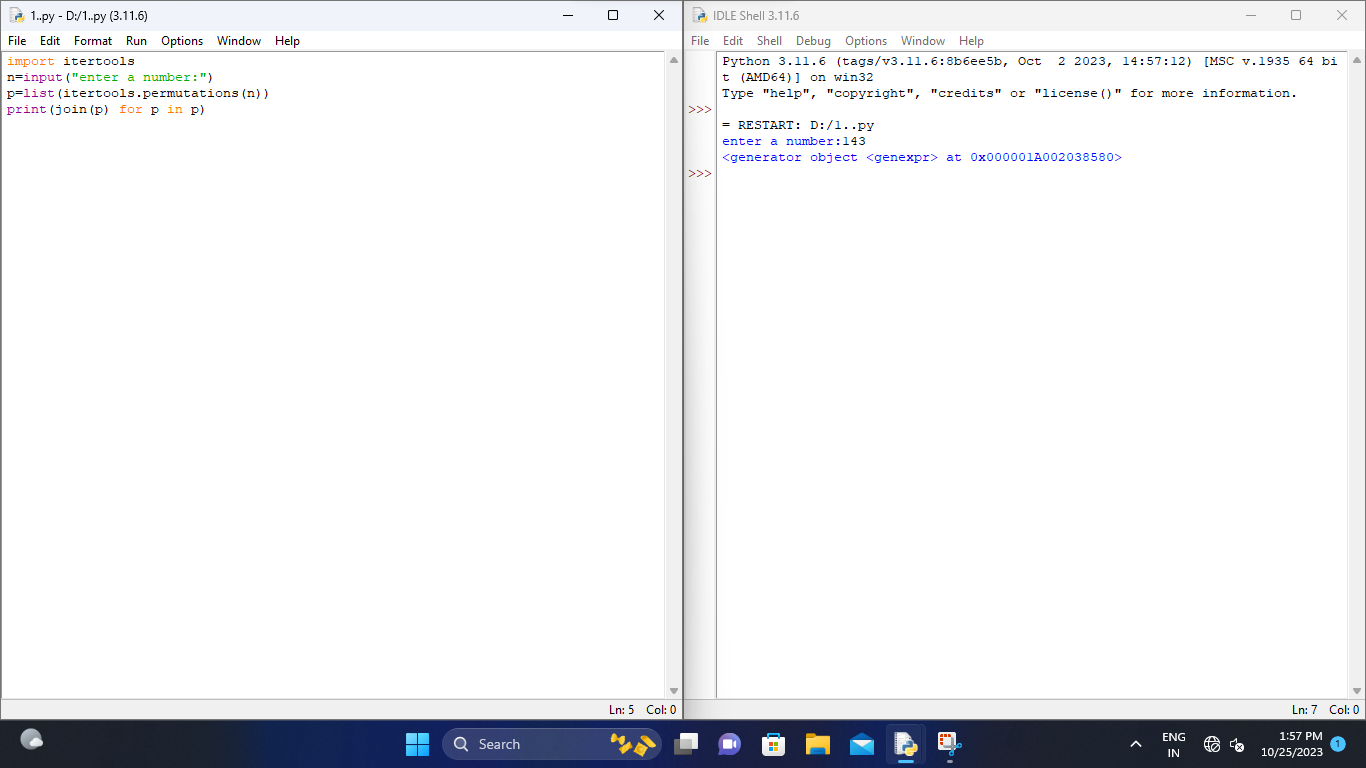 1..py - D:/1..py (3.11.6)
File Edit Format Run Options Window Help
import itertools
n=input("enter a number:")
p=list(itertools.permutations(n))
print(join(p) for p in p)
Ln: 5 Col: 0
IDLE Shell 3.11.6
File Edit Shell Debug Options Window Help
Python 3.11.6 (tags/v3.11.6:8b6ee5b, Oct  2 2023, 14:57:12) [MSC v.1935 64 bi
t (AMD64)] on win32
Type "help", "copyright", "credits" or "license()" for more information.
>>>
= RESTART: D:/1..py
enter a number:143
<generator object <genexpr> at 0x000001A002038580>
>>>
Ln: 7 Col: 0
Search
ENG
IN
1:57 PM
10/25/2023
1